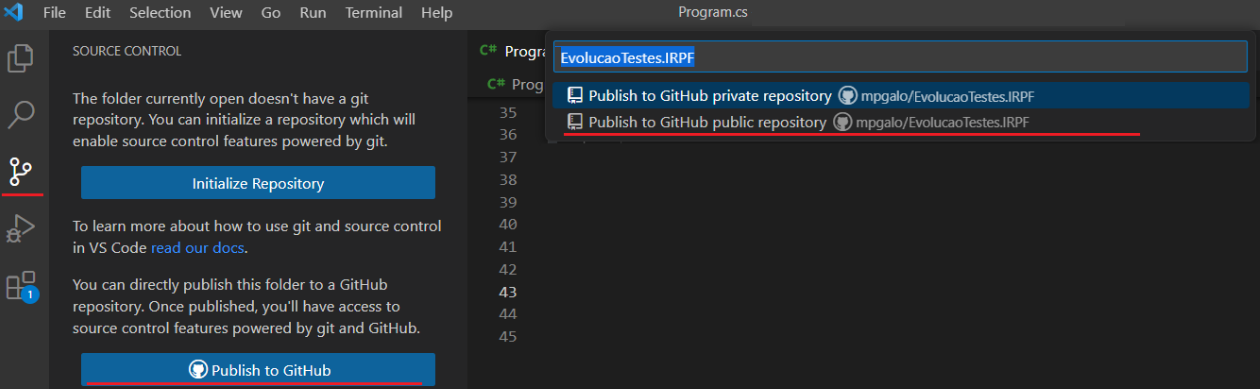 File Edit Selection View Go Run Terminal Help
Program.cs
SOURCE CONTROL
The folder currently open doesn't have a git
repository. You can initialize a repository which will
enable source control features powered by git.
Initialize Repository
To learn more about how to use git and source control
in VS Code read our docs.
You can directly publish this folder to a GitHub
repository. Once published, you'll have access to
source control features powered by git and GitHub.
Publish to GitHub
1
C# Progra
C# Prog
EvolucaoTestes.IRPF
Publish to GitHub private repository mpgalo/EvolucaoTestes.IRPF
Publish to GitHub public repository mpgalo/EvolucaoTestes.IRPF
35
36
37
38
39
40
41
42
43
44
45